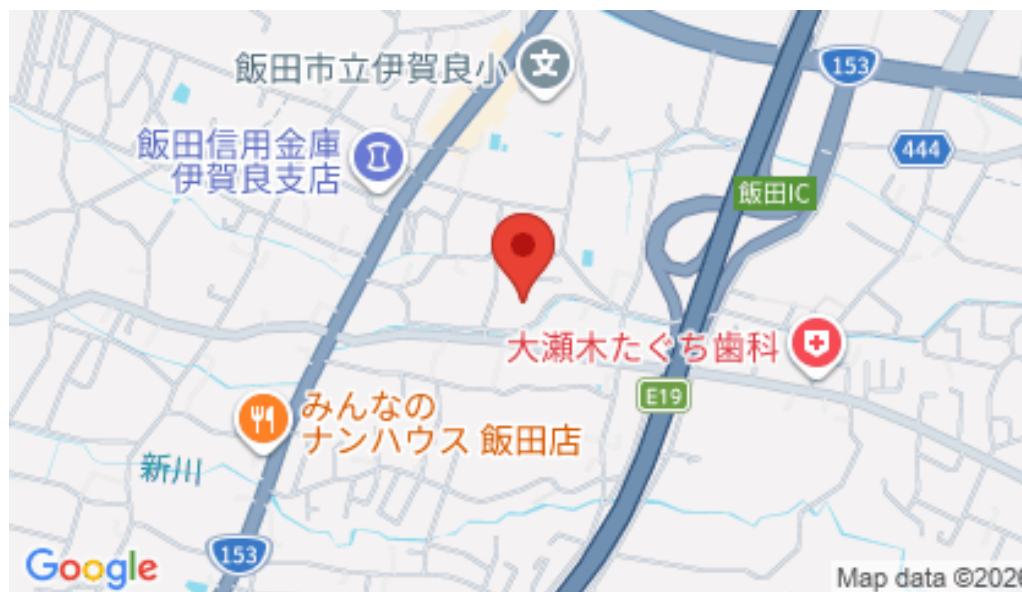 飯田市立伊賀良小
文
153
飯田信用金庫
伊賀良支店
444
飯田IC
大瀬木たぐち歯科
E19
みんなの
ナンハウス 飯田店
新川
153
Google
Map data ©2026